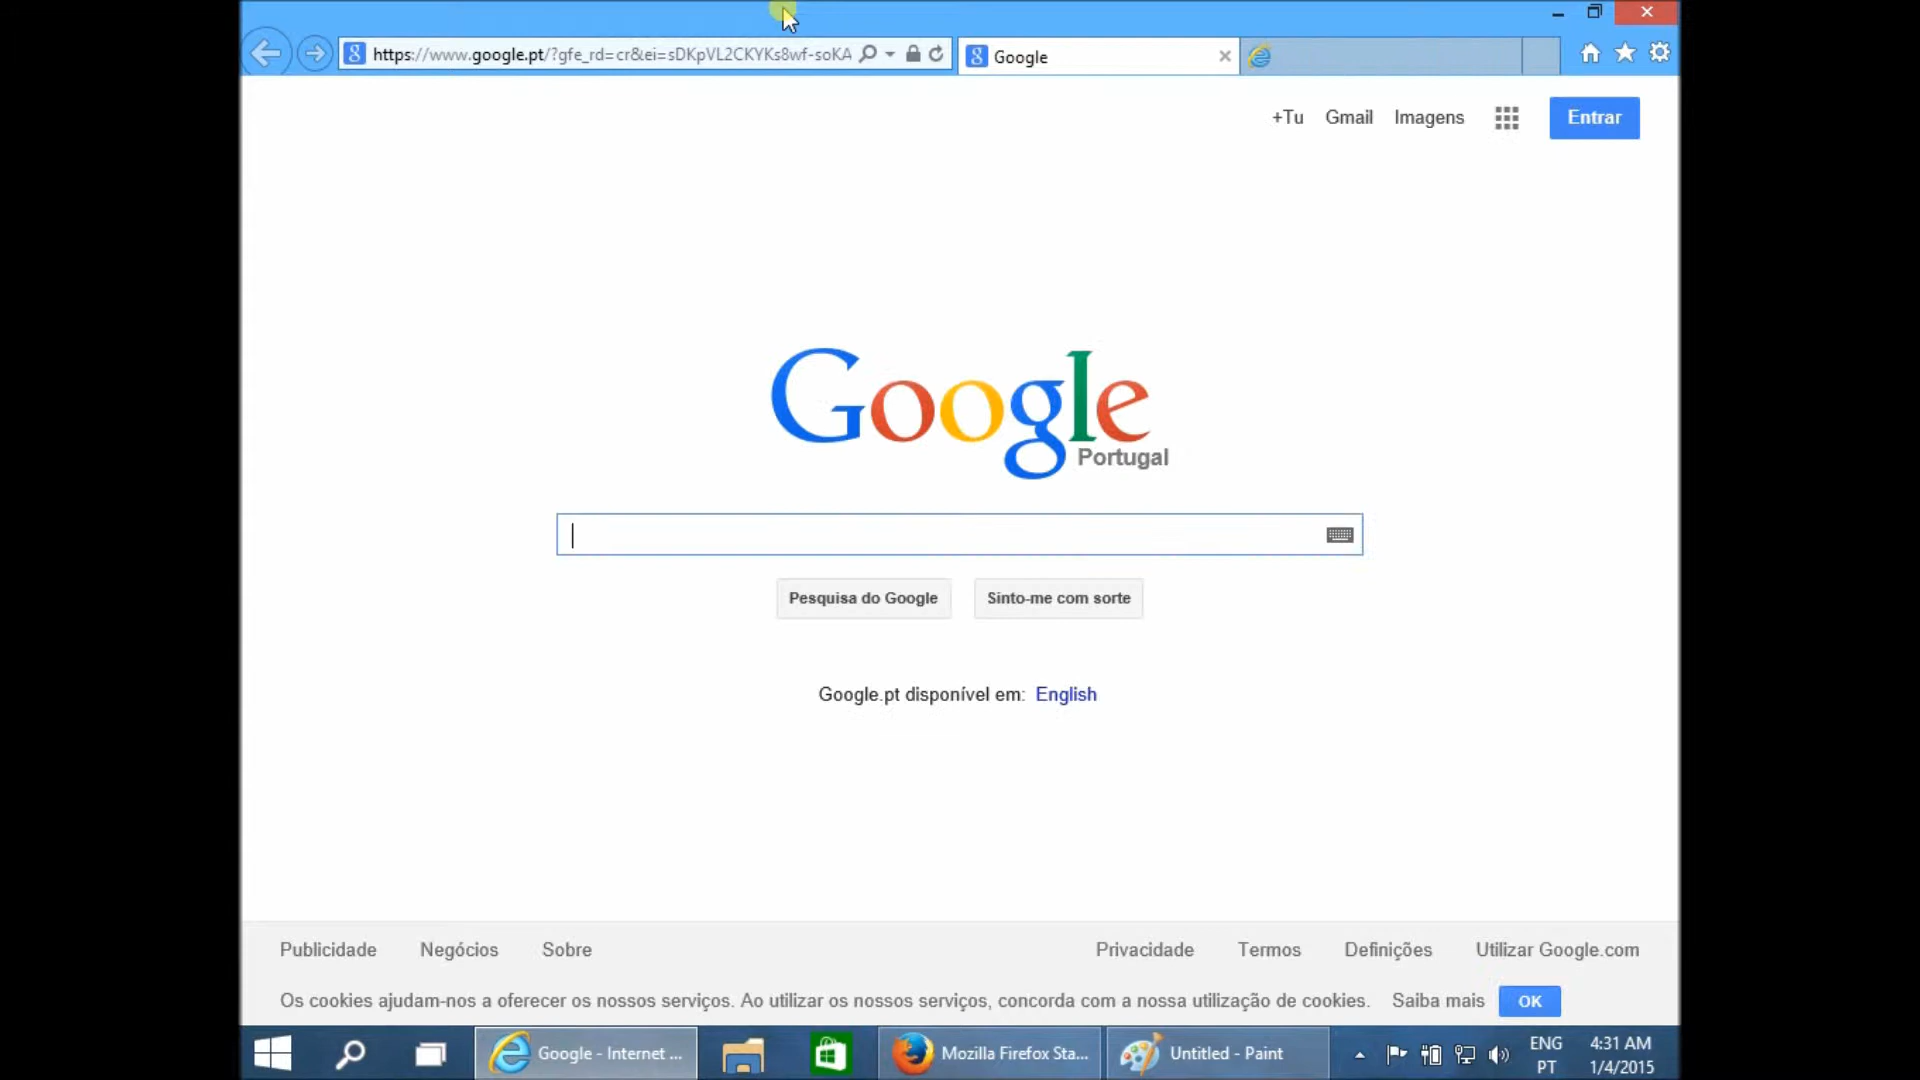 https://www.google.pt/?gfe_rd=cr&ei=sDKpVL2CKYKs8wf-soKA
Google
+Tu Gmail Imagens Entrar
Google
Portugal
Pesquisa do Google Sinto-me com sorte
Google.pt disponível em: English
Publicidade Negócios Sobre Privacidade Termos Definições Utilizar Google.com
Os cookies ajudam-nos a oferecer os nossos serviços. Ao utilizar os nossos serviços, concorda com a nossa utilização de cookies. Saiba mais OK
Google - Internet ... Mozilla Firefox Sta... Untitled - Paint ENG 4:31 AM
PT 1/4/2015